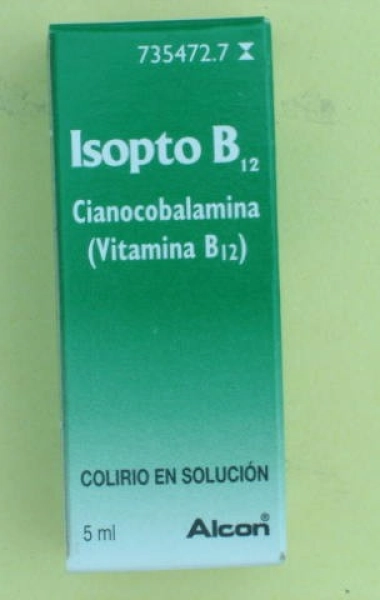 735472.7
Isopto B12
Cianocobalamina
(Vitamina B12)
COLIRIO EN SOLUCIÓN
5 ml
Alcon®